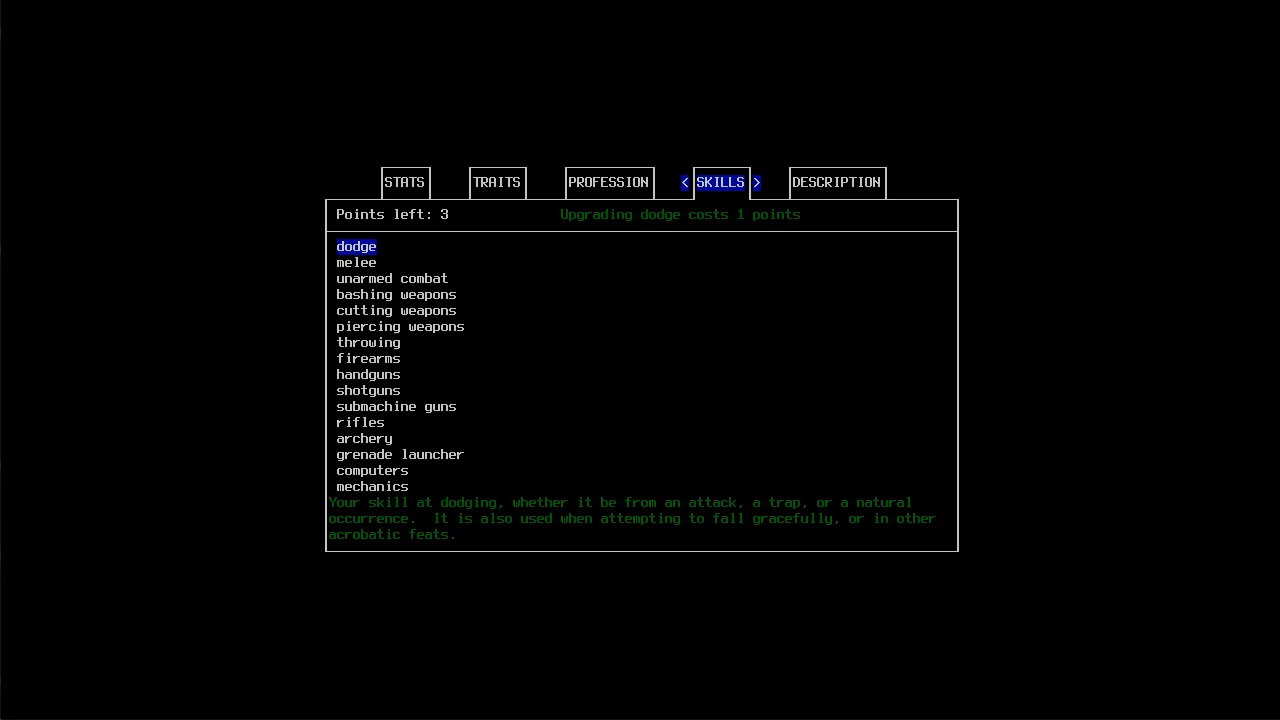 STATS TRAITS PROFESSION < SKILLS > DESCRIPTION
Points left: 3 Upgrading dodge costs 1 points
dodge
melee
unarmed combat
bashing weapons
cutting weapons
piercing weapons
throwing
firearms
handguns
shotguns
submachine guns
rifles
archery
grenade launcher
computers
mechanics
Your skill at dodging, whether it be from an attack, a trap, or a natural
occurrence.  It is also used when attempting to fall gracefully, or in other
acrobatic feats.